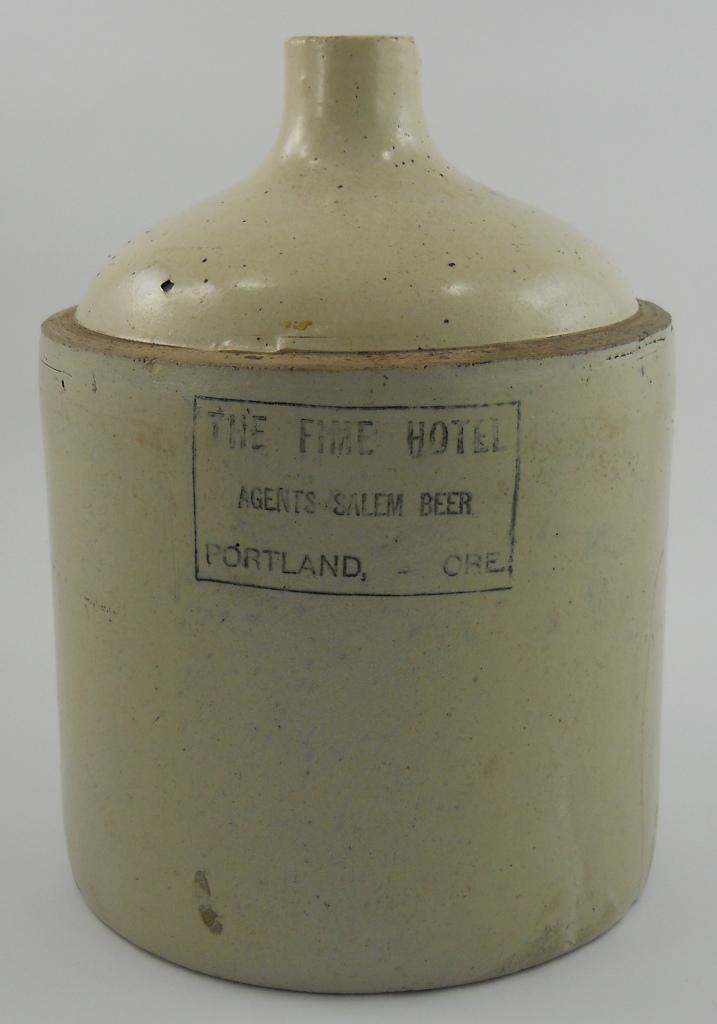 THE FIME HOTEL
AGENTS SALEM BEER
PORTLAND, - ORE.